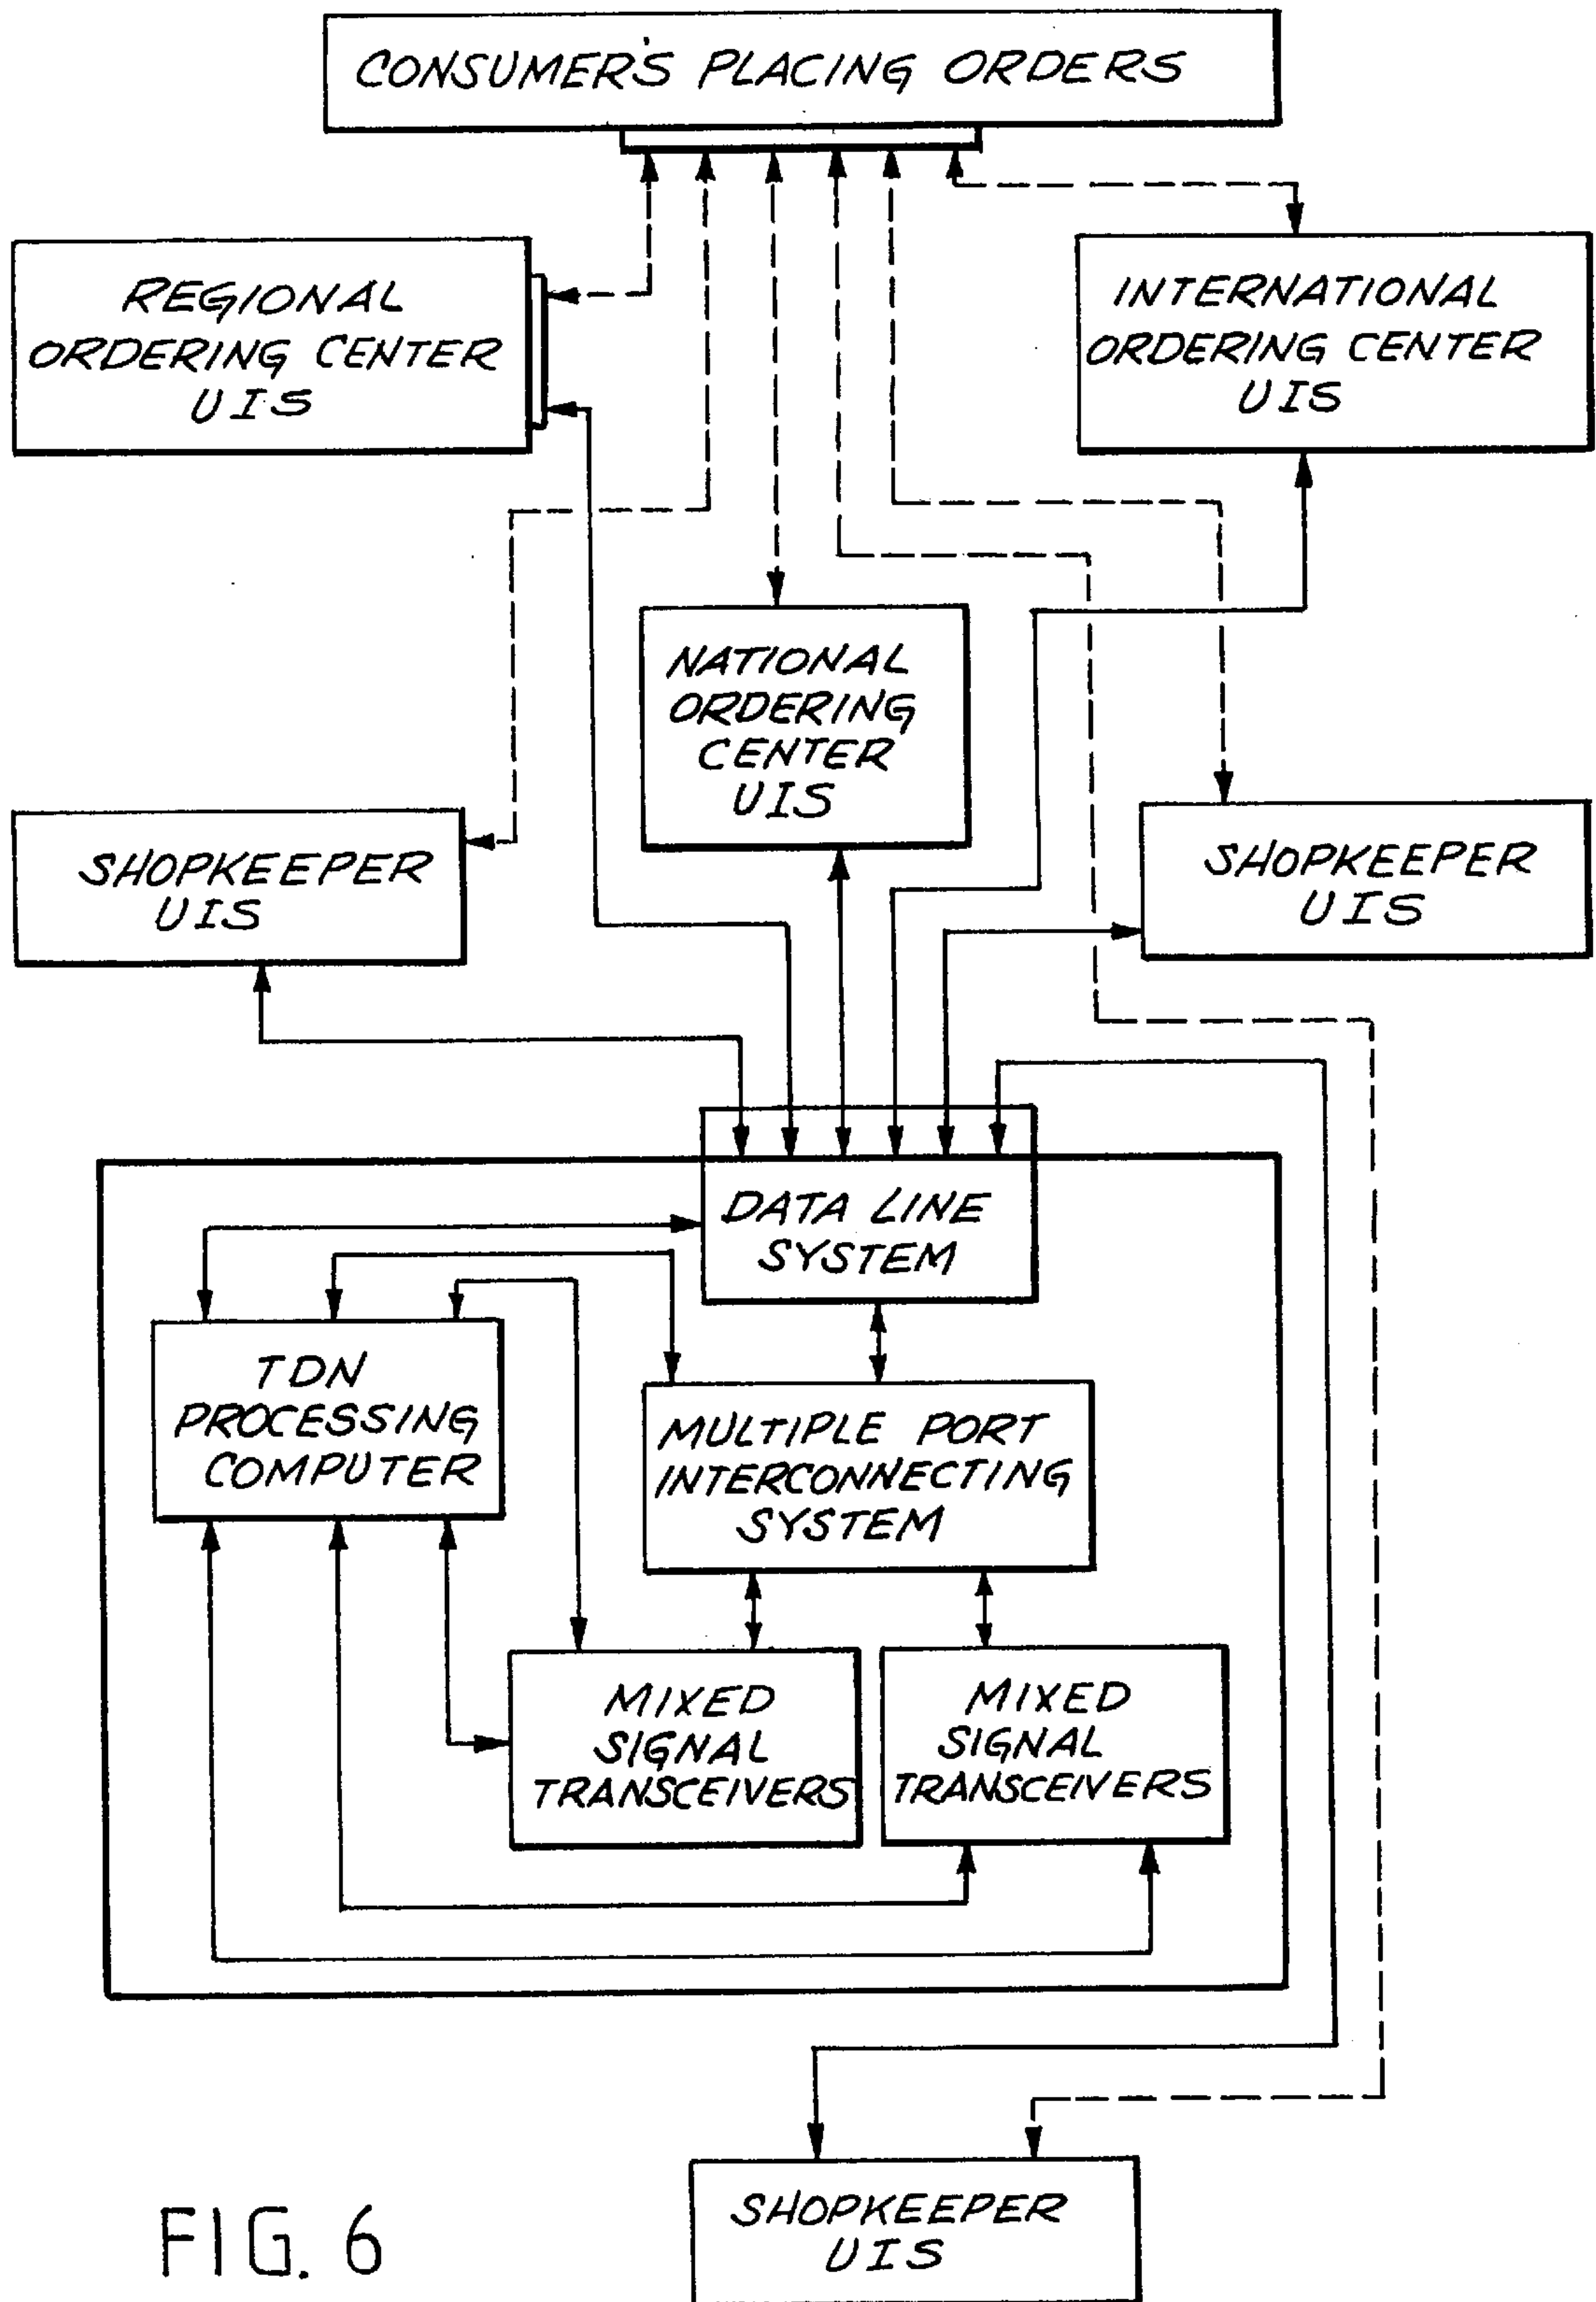 CONSUMER'S PLACING ORDERS
REGIONAL
ORDERING CENTER
UIS
INTERNATIONAL
ORDERING CENTER
UIS
NATIONAL
ORDERING
CENTER
UIS
SHOPKEEPER
UIS
SHOPKEEPER
UIS
DATA LINE
SYSTEM
TDN
PROCESSING
COMPUTER
MULTIPLE PORT
INTERCONNECTING
SYSTEM
MIXED
SIGNAL
TRANSCEIVERS
MIXED
SIGNAL
TRANSCEIVERS
SHOPKEEPER
UIS
FIG. 6